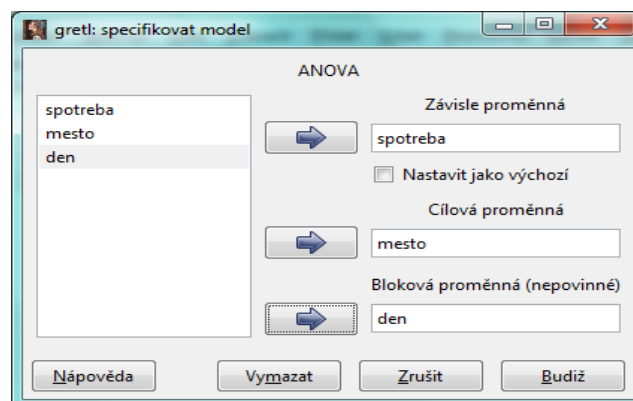 gretl: specifikovat model
ANOVA
spotreba
mesto
den
Závisle proměnná
spotreba
Nastavit jako výchozí
Cílová proměnná
mesto
Bloková proměnná (nepovinné)
den
Nápověda
Vymazat
Zrušit
Budiž